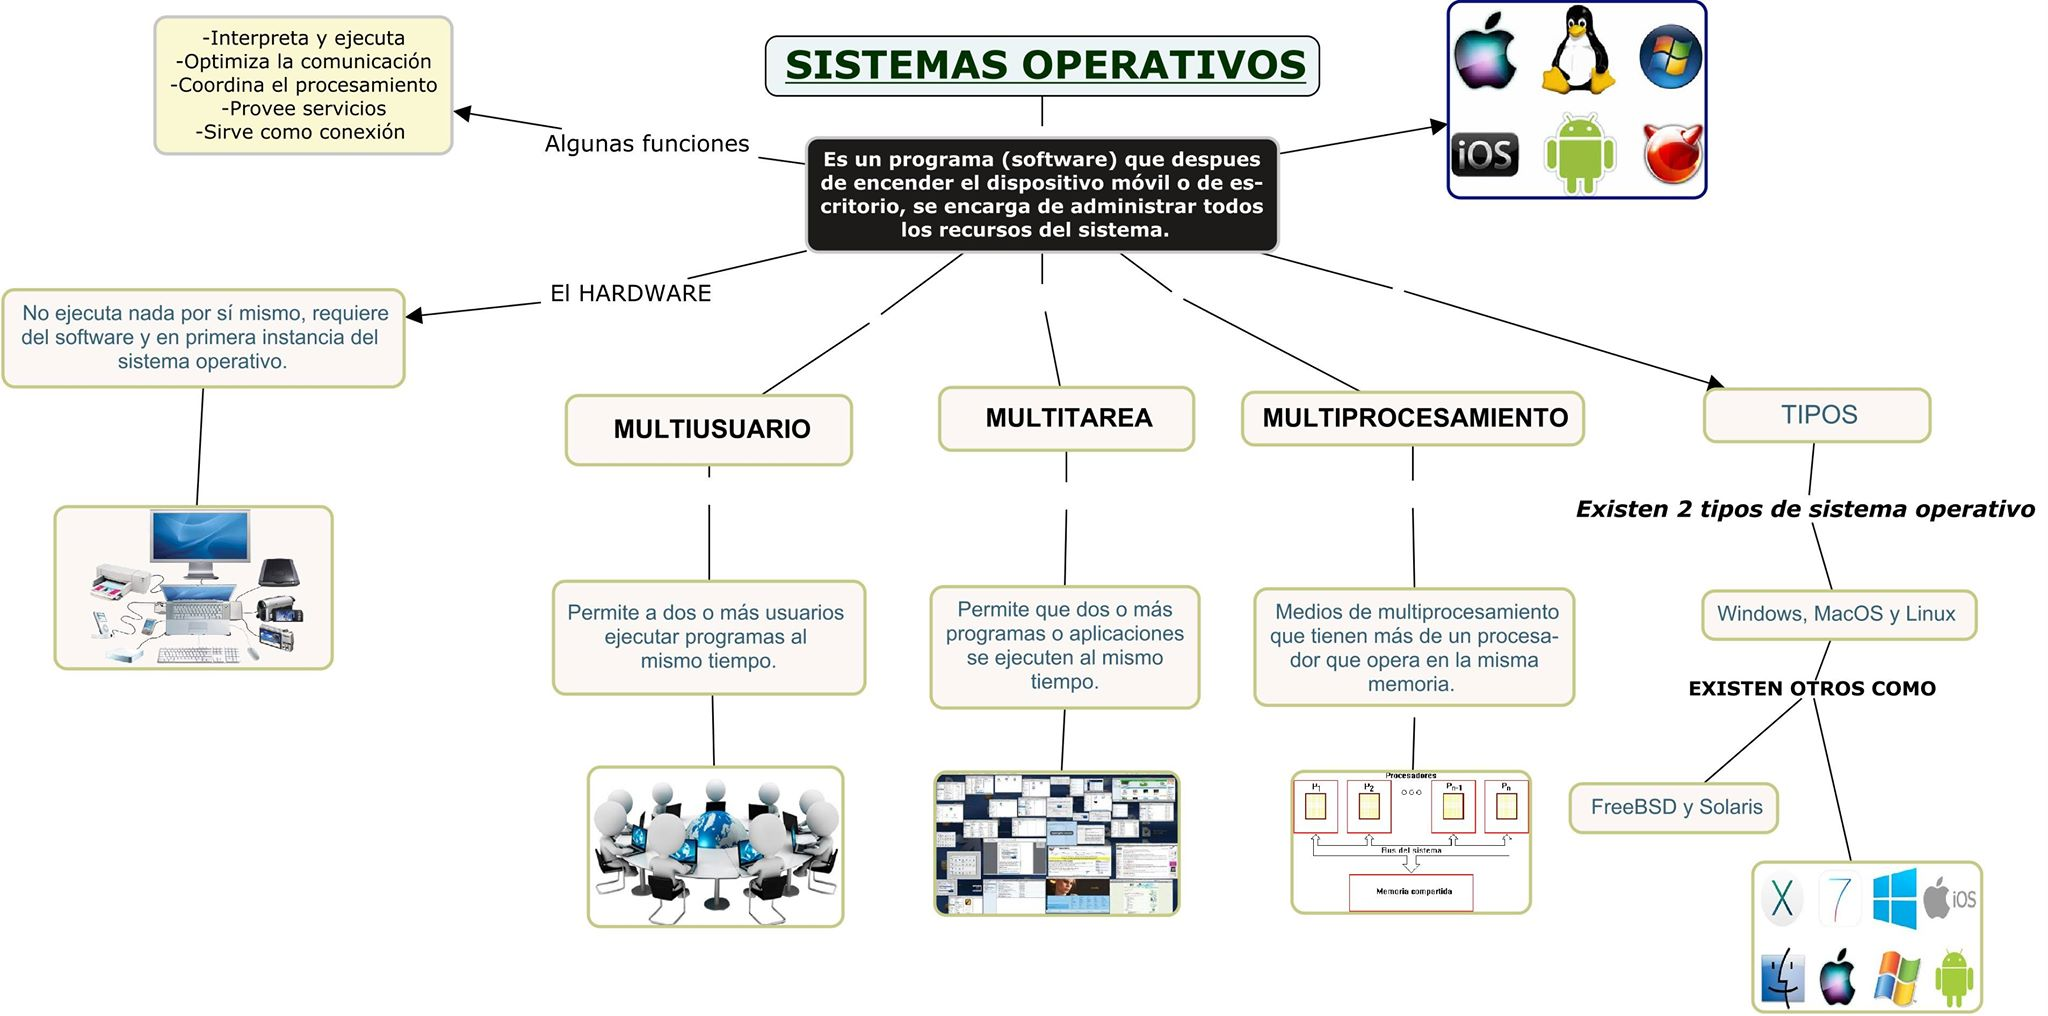 SISTEMAS OPERATIVOS
-Interpreta y ejecuta
-Optimiza la comunicación
-Coordina el procesamiento
-Provee servicios
-Sirve como conexión
Algunas funciones
Es un programa (software) que despues
de encender el dispositivo móvil o de es-
critorio, se encarga de administrar todos
los recursos del sistema.
iOS
El HARDWARE
No ejecuta nada por sí mismo, requiere
del software y en primera instancia del
sistema operativo.
MULTIUSUARIO
Permite a dos o más usuarios
ejecutar programas al
mismo tiempo.
MULTITAREA
Permite que dos o más
programas o aplicaciones
se ejecuten al mismo
tiempo.
MULTIPROCESAMIENTO
Medios de multiprocesamiento
que tienen más de un procesa-
dor que opera en la misma
memoria.
Procesadores
P1 P2 Pn-1 Pn
Bus del sistema
Memoria compartida
TIPOS
Existen 2 tipos de sistema operativo
Windows, MacOS y Linux
EXISTEN OTROS COMO
FreeBSD y Solaris
X 7 iOS